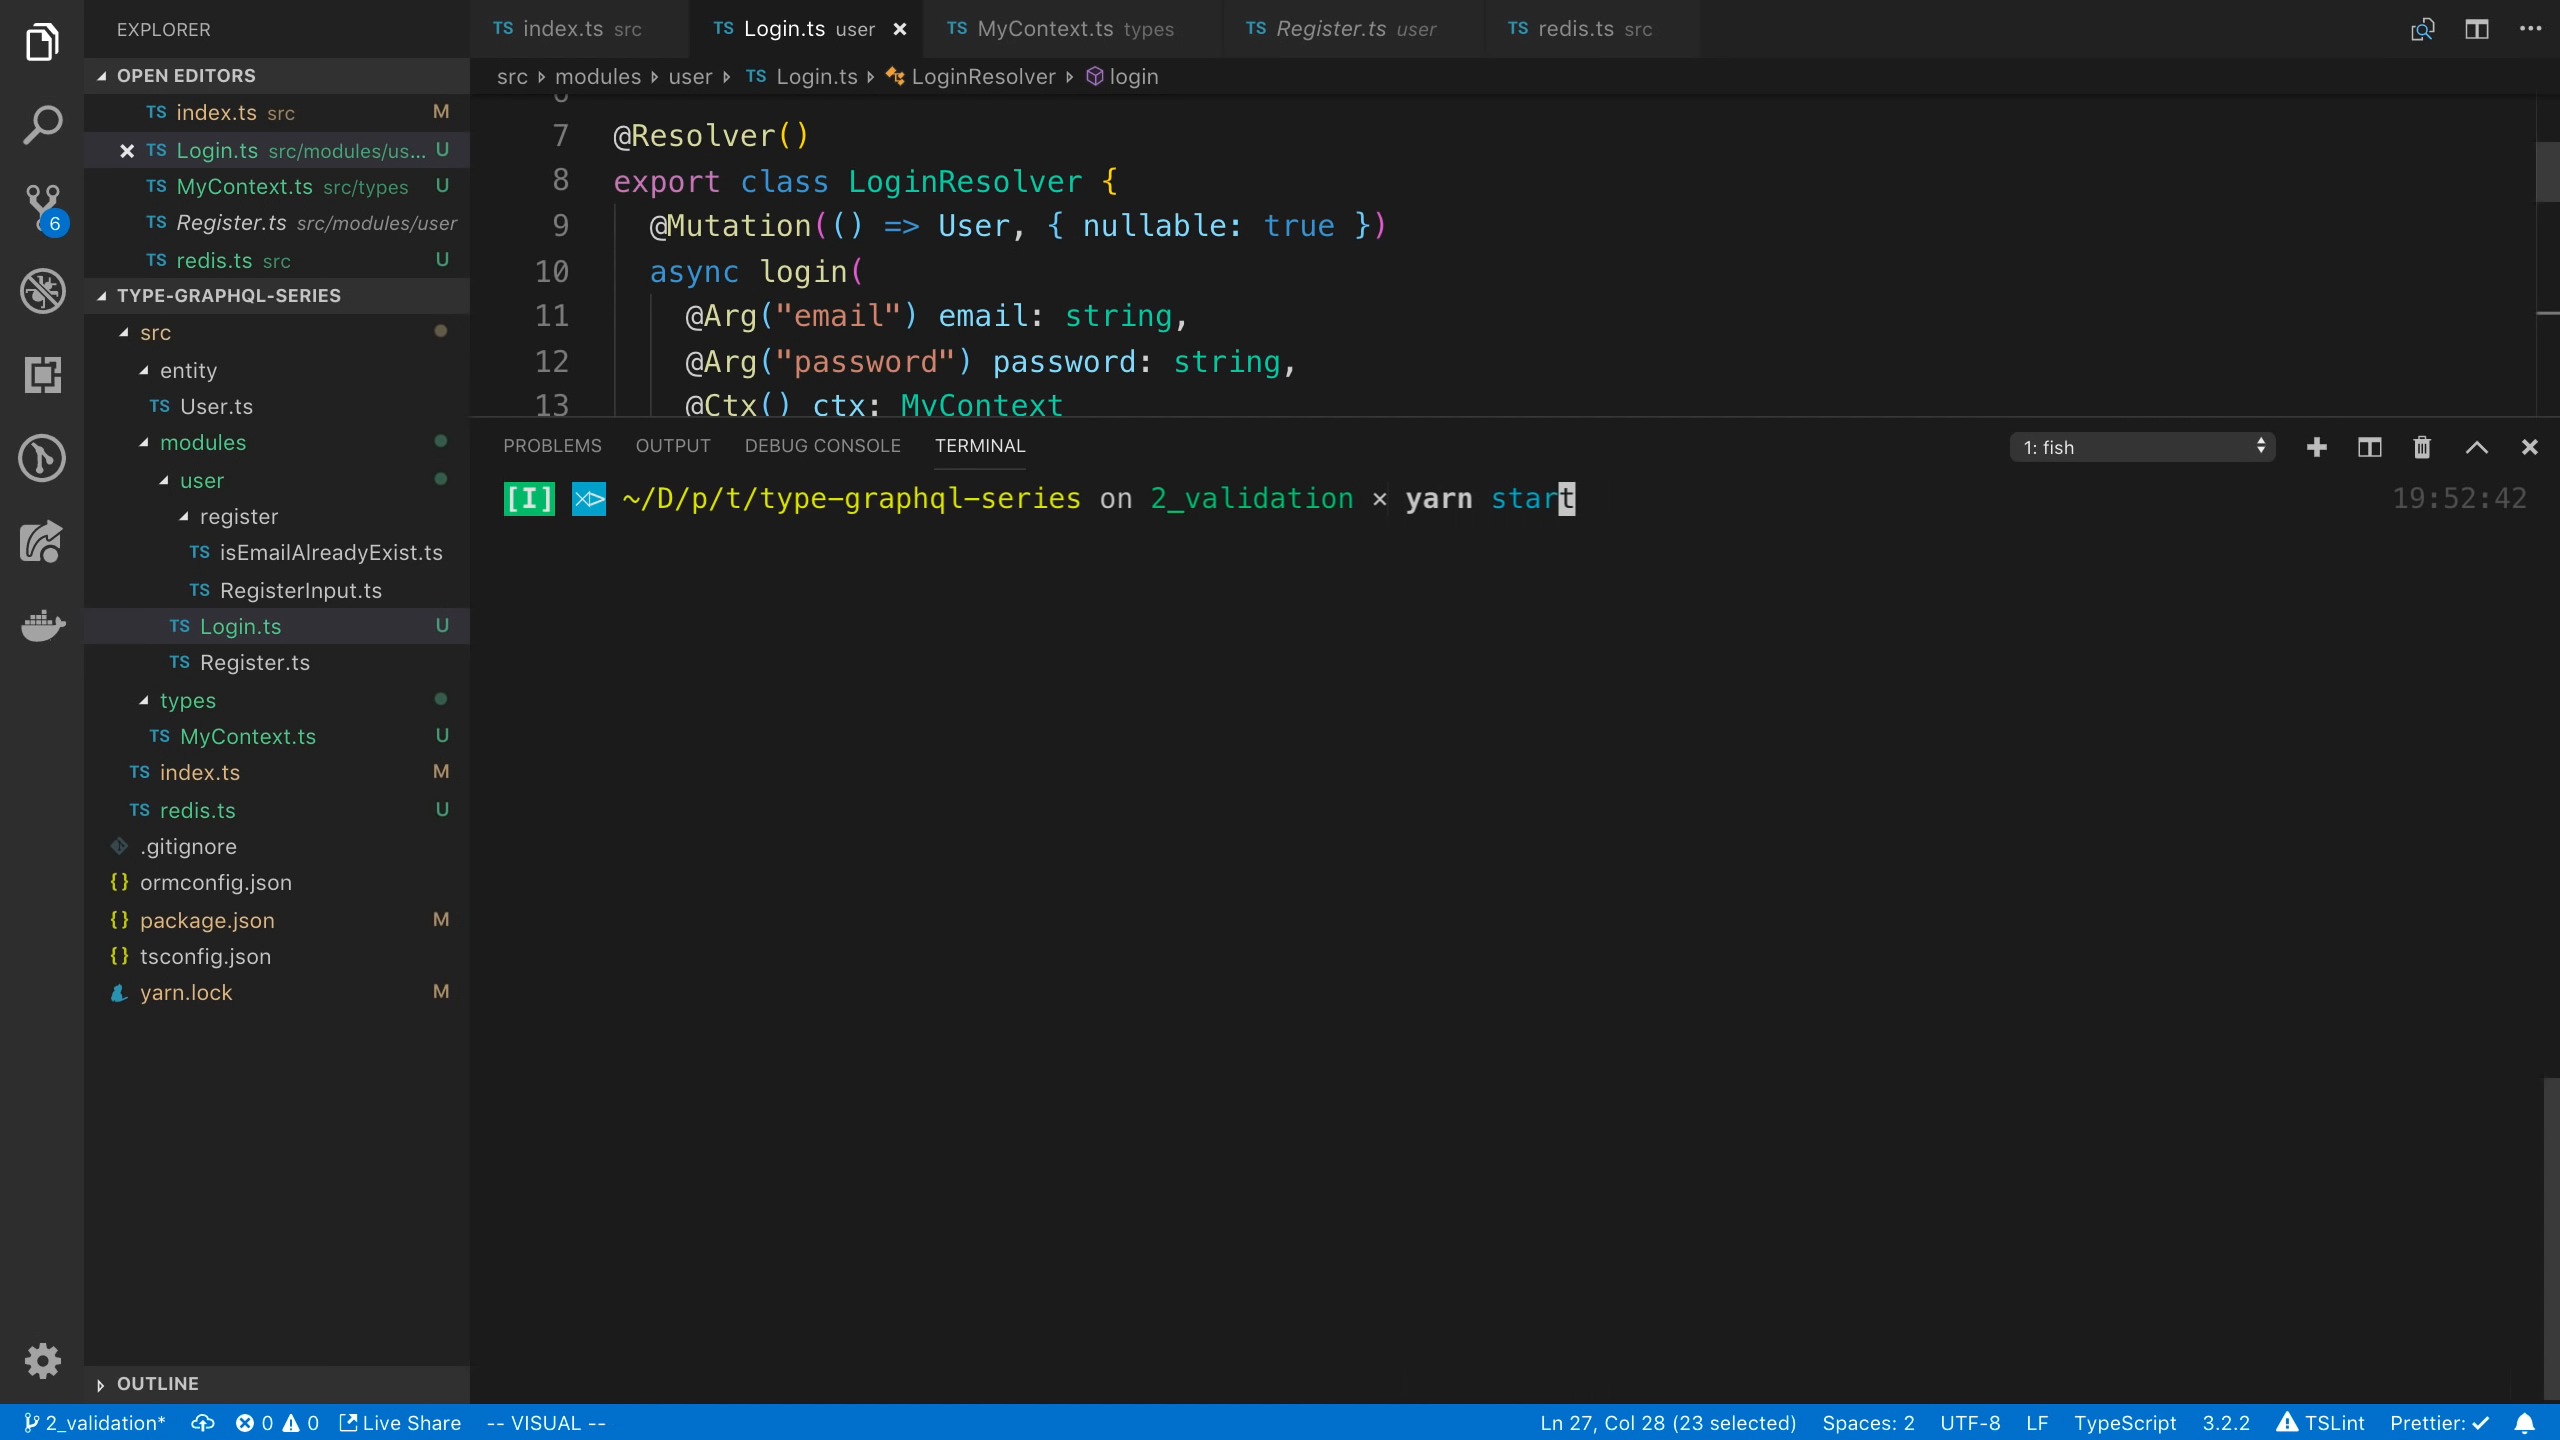 EXPLORER
OPEN EDITORS
TS index.ts src M
TS Login.ts src/modules/us... U
TS MyContext.ts src/types U
TS Register.ts src/modules/user
TS redis.ts src U
TYPE-GRAPHQL-SERIES
src
entity
TS User.ts
modules
user
register
TS isEmailAlreadyExist.ts
TS RegisterInput.ts
TS Login.ts U
TS Register.ts
types
TS MyContext.ts U
TS index.ts M
TS redis.ts U
.gitignore
{} ormconfig.json
{} package.json M
{} tsconfig.json
yarn.lock M
OUTLINE
6
TS index.ts src
TS Login.ts user
TS MyContext.ts types
TS Register.ts user
TS redis.ts src
src modules user TS Login.ts LoginResolver login
6
7 @Resolver()
8 export class LoginResolver {
9 @Mutation(() => User, { nullable: true })
10 async login(
11 @Arg("email") email: string,
12 @Arg("password") password: string,
13 @Ctx() ctx: MyContext
PROBLEMS OUTPUT DEBUG CONSOLE TERMINAL
1: fish
[I] ⋊> ~/D/p/t/type-graphql-series on 2_validation × yarn start 19:52:42
2_validation* 0 0 Live Share -- VISUAL -- Ln 27, Col 28 (23 selected) Spaces: 2 UTF-8 LF TypeScript 3.2.2 TSLint Prettier: ✓